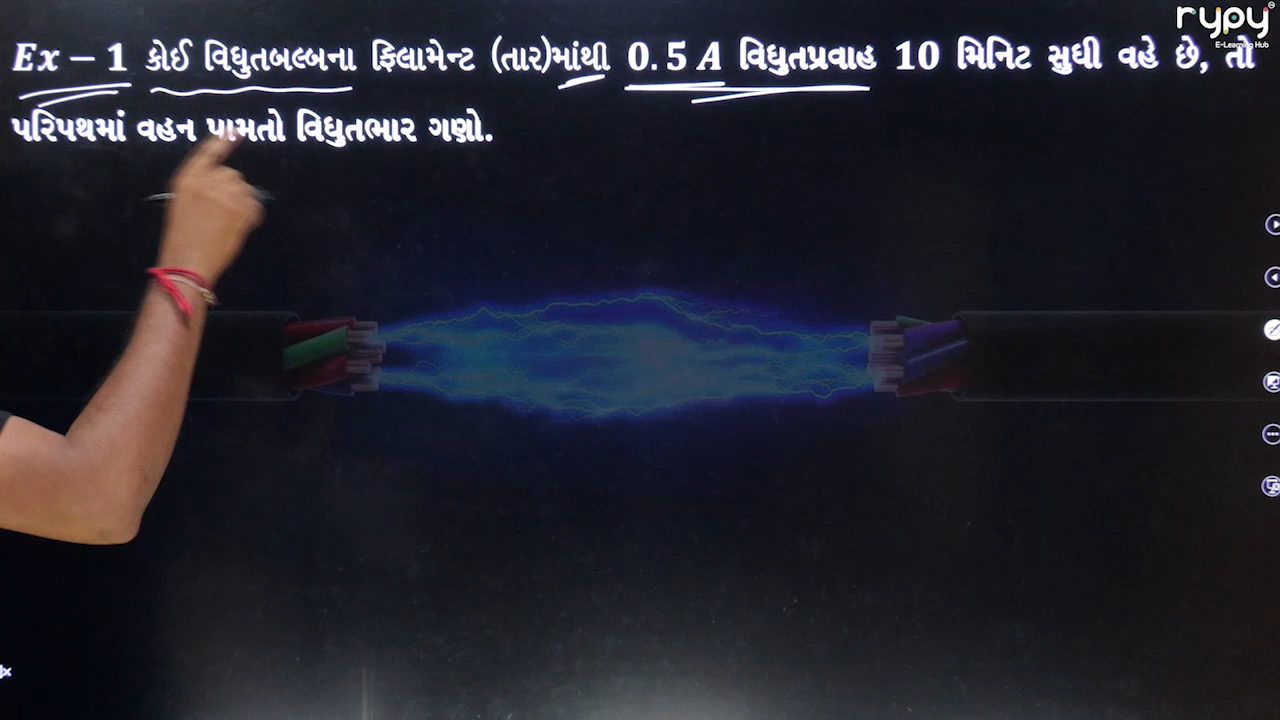 rypy
E-Learning Hub
Ex – 1 કોઈ વિધુતબલ્બના ફિલામેન્ટ (તાર)માંથી 0.5 A વિધુતપ્રવાહ 10 મિનિટ સુધી વહે છે, તો
પરિપથમાં વહન પામતો વિધુતભાર ગણો.